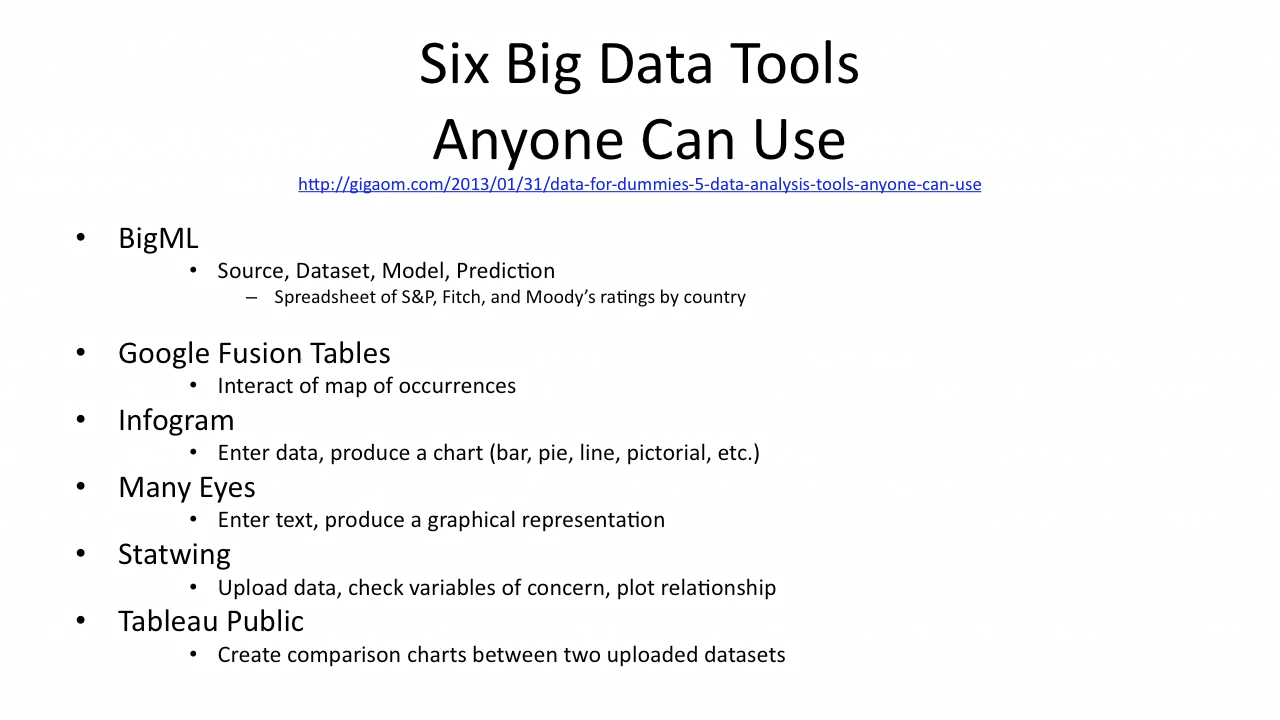 Six Big Data Tools
Anyone Can Use
http://gigaom.com/2013/01/31/data-for-dummies-5-data-analysis-tools-anyone-can-use
• BigML
• Source, Dataset, Model, Prediction
– Spreadsheet of S&P, Fitch, and Moody’s ratings by country
• Google Fusion Tables
• Interact of map of occurrences
• Infogram
• Enter data, produce a chart (bar, pie, line, pictorial, etc.)
• Many Eyes
• Enter text, produce a graphical representation
• Statwing
• Upload data, check variables of concern, plot relationship
• Tableau Public
• Create comparison charts between two uploaded datasets